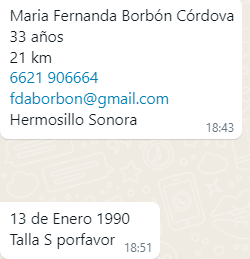 Maria Fernanda Borbón Córdova
33 años
21 km
6621 906664
fdaborbon@gmail.com
Hermosillo Sonora
18:43
13 de Enero 1990
Talla S porfavor
18:51